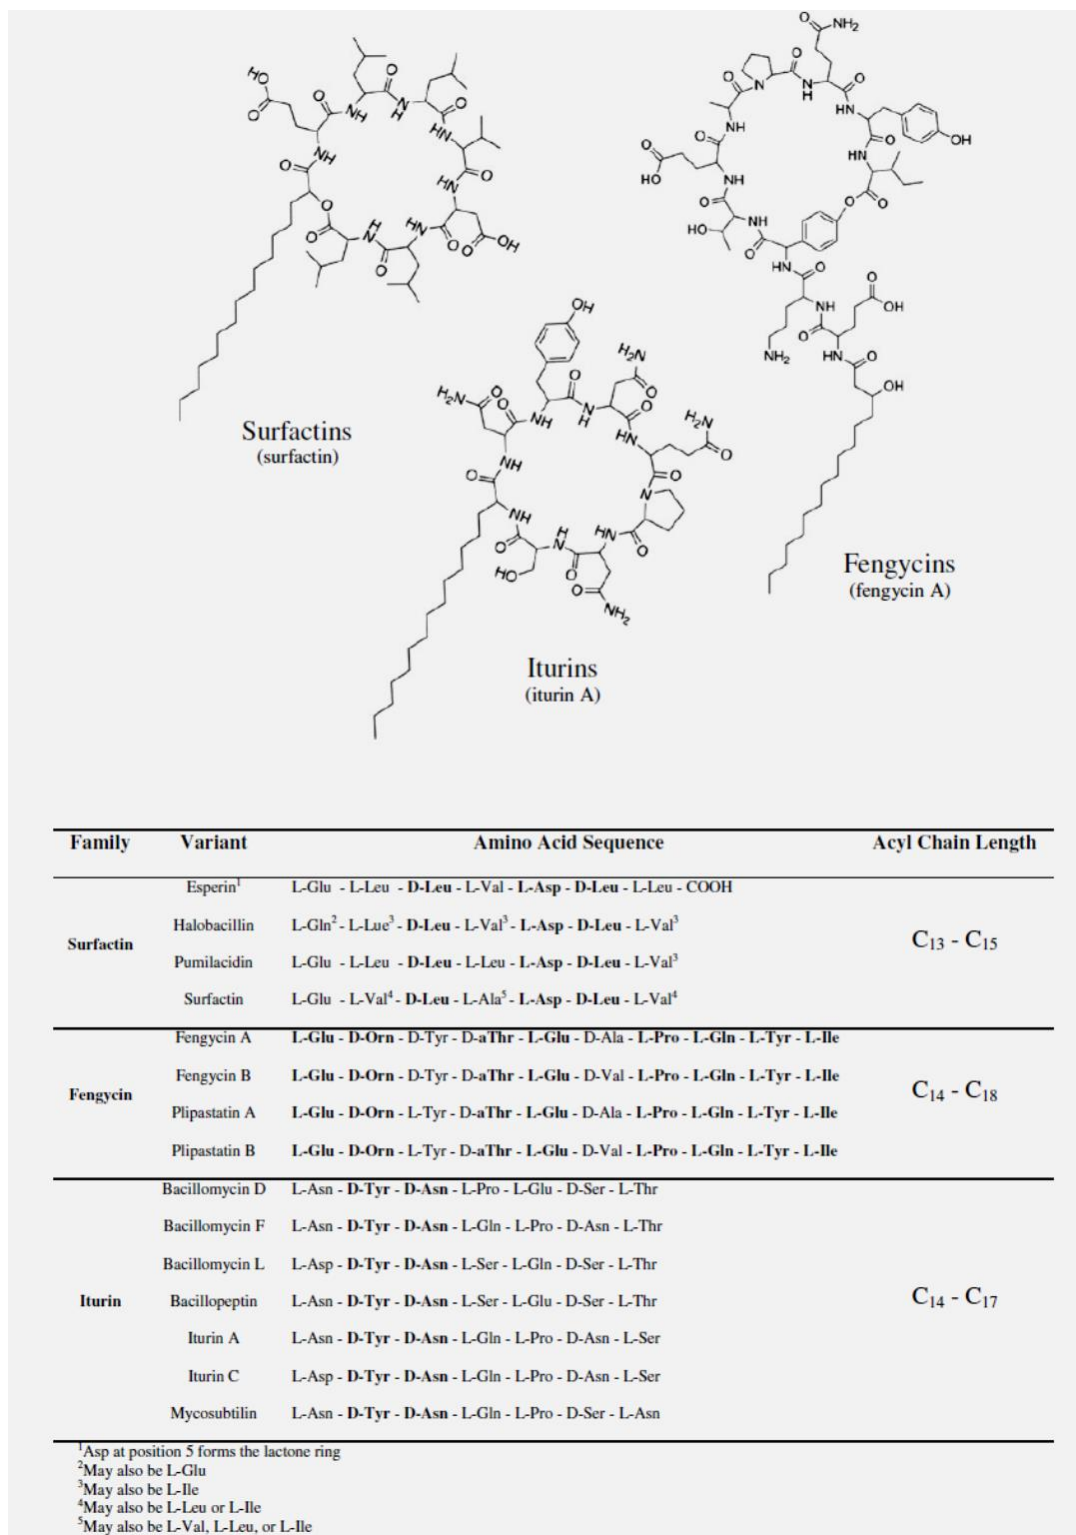 Surfactins
(surfactin)
Fengycins
(fengycin A)
Iturins
(iturin A)
Family Variant Amino Acid Sequence Acyl Chain Length
Surfactin
Esperin¹ L-Glu - L-Leu - D-Leu - L-Val - L-Asp - D-Leu - L-Leu - COOH
Halobacillin L-Gln² - L-Lue³ - D-Leu - L-Val³ - L-Asp - D-Leu - L-Val³
Pumilacidin L-Glu - L-Leu - D-Leu - L-Leu - L-Asp - D-Leu - L-Val³
Surfactin L-Glu - L-Val⁴ - D-Leu - L-Ala⁵ - L-Asp - D-Leu - L-Val⁴
C₁₃ - C₁₅
Fengycin
Fengycin A L-Glu - D-Orn - D-Tyr - D-aThr - L-Glu - D-Ala - L-Pro - L-Gln - L-Tyr - L-Ile
Fengycin B L-Glu - D-Orn - D-Tyr - D-aThr - L-Glu - D-Val - L-Pro - L-Gln - L-Tyr - L-Ile
Plipastatin A L-Glu - D-Orn - L-Tyr - D-aThr - L-Glu - D-Ala - L-Pro - L-Gln - L-Tyr - L-Ile
Plipastatin B L-Glu - D-Orn - L-Tyr - D-aThr - L-Glu - D-Val - L-Pro - L-Gln - L-Tyr - L-Ile
C₁₄ - C₁₈
Iturin
Bacillomycin D L-Asn - D-Tyr - D-Asn - L-Pro - L-Glu - D-Ser - L-Thr
Bacillomycin F L-Asn - D-Tyr - D-Asn - L-Gln - L-Pro - D-Asn - L-Thr
Bacillomycin L L-Asp - D-Tyr - D-Asn - L-Ser - L-Gln - D-Ser - L-Thr
Bacillopeptin L-Asn - D-Tyr - D-Asn - L-Ser - L-Glu - D-Ser - L-Thr
Iturin A L-Asn - D-Tyr - D-Asn - L-Gln - L-Pro - D-Asn - L-Ser
Iturin C L-Asp - D-Tyr - D-Asn - L-Gln - L-Pro - D-Asn - L-Ser
Mycosubtilin L-Asn - D-Tyr - D-Asn - L-Gln - L-Pro - D-Ser - L-Asn
C₁₄ - C₁₇
¹Asp at position 5 forms the lactone ring
²May also be L-Glu
³May also be L-Ile
⁴May also be L-Leu or L-Ile
⁵May also be L-Val, L-Leu, or L-Ile